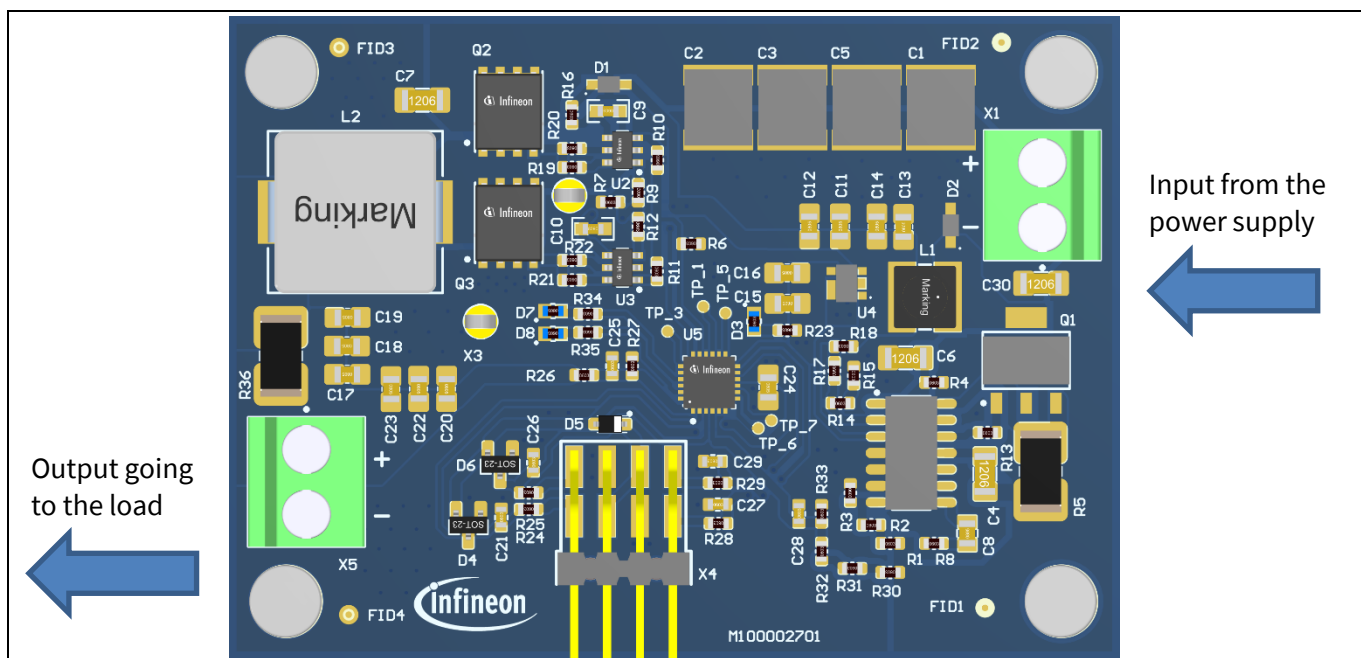 FID3
FID2
Q2
C2
C3
C5
C1
D1
C7
1206
R16
C9
X1
L2
Infineon
R20
R10
+
R19
U2
R7
R9
Input from the
power supply
Marking
Infineon
C10
R12
C12
C11
C14
C13
D2
-
R22
R6
L1
R21
R11
C16
Q3
U3
TP_1
TP_5
C15
U4
Marking
C30
1206
D7
R34
TP_3
U5
D3
R23
R18
Q1
C19
D8
R35
C25
R27
C18
X3
Infineon
R17
R15
1206
C6
R36
C17
R26
C24
R4
C23
C22
C20
R14
D5
TP_7
TP_6
R13
Output going
to the load
+
D6
SOT-23
C26
C29
1206
R29
R33
R5
-
R25
C27
R3
C4
SOT-23
R24
R28
C28
R2
C8
X5
D4
C21
R1
R8
X4
R32
R31
R30
FID4
infineon
FID1
M100002701